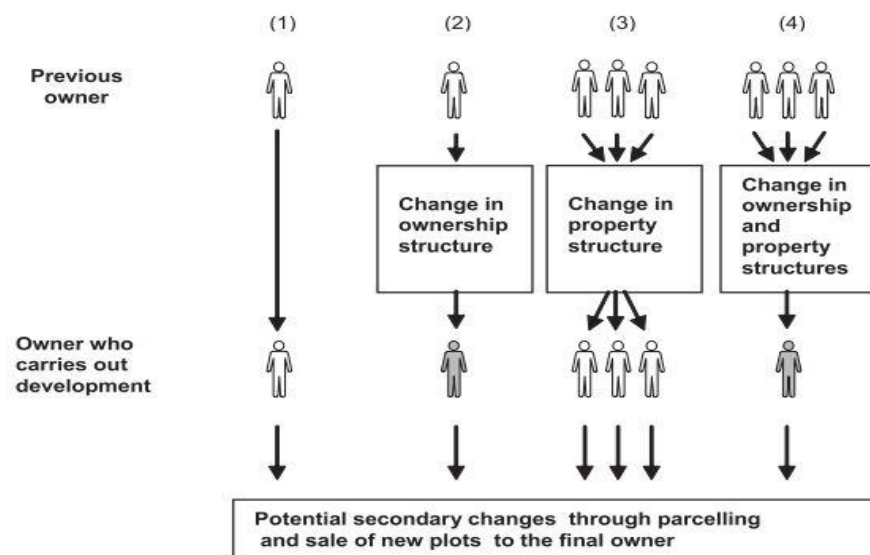 (1) (2) (3) (4)
Previous
owner
Change in
ownership
structure
Change in
property
structure
Change in
ownership
and
property
structures
Owner who
carries out
development
Potential secondary changes through parcelling
and sale of new plots to the final owner